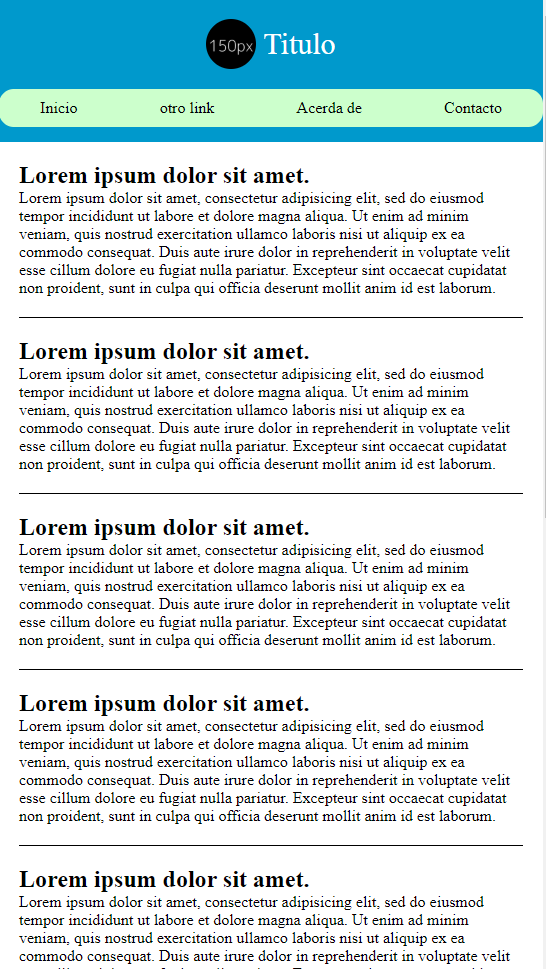 150px Titulo
Inicio otro link Acerda de Contacto
Lorem ipsum dolor sit amet.
Lorem ipsum dolor sit amet, consectetur adipisicing elit, sed do eiusmod
tempor incididunt ut labore et dolore magna aliqua. Ut enim ad minim
veniam, quis nostrud exercitation ullamco laboris nisi ut aliquip ex ea
commodo consequat. Duis aute irure dolor in reprehenderit in voluptate velit
esse cillum dolore eu fugiat nulla pariatur. Excepteur sint occaecat cupidatat
non proident, sunt in culpa qui officia deserunt mollit anim id est laborum.
Lorem ipsum dolor sit amet.
Lorem ipsum dolor sit amet, consectetur adipisicing elit, sed do eiusmod
tempor incididunt ut labore et dolore magna aliqua. Ut enim ad minim
veniam, quis nostrud exercitation ullamco laboris nisi ut aliquip ex ea
commodo consequat. Duis aute irure dolor in reprehenderit in voluptate velit
esse cillum dolore eu fugiat nulla pariatur. Excepteur sint occaecat cupidatat
non proident, sunt in culpa qui officia deserunt mollit anim id est laborum.
Lorem ipsum dolor sit amet.
Lorem ipsum dolor sit amet, consectetur adipisicing elit, sed do eiusmod
tempor incididunt ut labore et dolore magna aliqua. Ut enim ad minim
veniam, quis nostrud exercitation ullamco laboris nisi ut aliquip ex ea
commodo consequat. Duis aute irure dolor in reprehenderit in voluptate velit
esse cillum dolore eu fugiat nulla pariatur. Excepteur sint occaecat cupidatat
non proident, sunt in culpa qui officia deserunt mollit anim id est laborum.
Lorem ipsum dolor sit amet.
Lorem ipsum dolor sit amet, consectetur adipisicing elit, sed do eiusmod
tempor incididunt ut labore et dolore magna aliqua. Ut enim ad minim
veniam, quis nostrud exercitation ullamco laboris nisi ut aliquip ex ea
commodo consequat. Duis aute irure dolor in reprehenderit in voluptate velit
esse cillum dolore eu fugiat nulla pariatur. Excepteur sint occaecat cupidatat
non proident, sunt in culpa qui officia deserunt mollit anim id est laborum.
Lorem ipsum dolor sit amet.
Lorem ipsum dolor sit amet, consectetur adipisicing elit, sed do eiusmod
tempor incididunt ut labore et dolore magna aliqua. Ut enim ad minim
veniam, quis nostrud exercitation ullamco laboris nisi ut aliquip ex ea
commodo consequat. Duis aute irure dolor in reprehenderit in voluptate velit